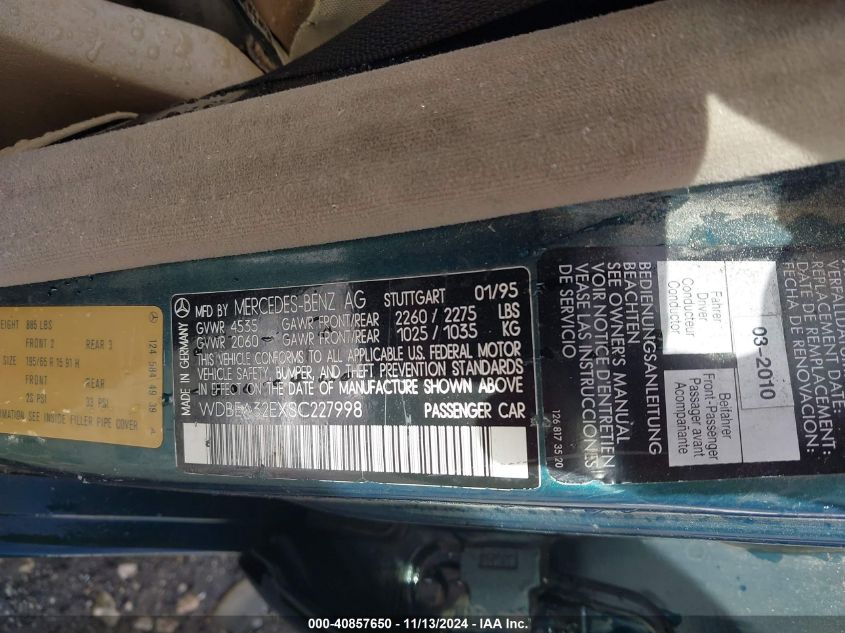 EIGHT 885 LBS
FRONT 2 REAR 3
SIZE 195/65 R 15 91 H
FRONT REAR
26 PSI 33 PSI
MATION SEE INSIDE FILLER PIPE COVER
124 584 49 39 A
MADE IN GERMANY
MFD BY MERCEDES-BENZ AG STUTTGART 01/95
GVWR 4535 GAWR FRONT/REAR 2260 / 2275 LBS
GVWR 2060 GAWR FRONT/REAR 1025 / 1035 KG
THIS VEHICLE CONFORMS TO ALL APPLICABLE U.S. FEDERAL MOTOR
VEHICLE SAFETY, BUMPER, AND THEFT PREVENTION STANDARDS
IN EFFECT ON THE DATE OF MANUFACTURE SHOWN ABOVE
WDBEA32EXSC227998 PASSENGER CAR
126 817 35 20
BEDIENUNGSANLEITUNG
BEACHTEN
SEE OWNER'S MANUAL
VOIR NOTICE D'ENTRETIEN
VEASE LAS INSTRUCCIONES
DE SERVICIO
Fahrer
Driver
Conducteur
Conductor
Beifahrer
Front-Passenger
Passager avant
Acompañante
03-2010
VERFALLDA
REPLACEMENT
DATE DE REMPLACEMENT:
FECHA DE RENOVACION:
000-40857650 - 11/13/2024 - IAA Inc.